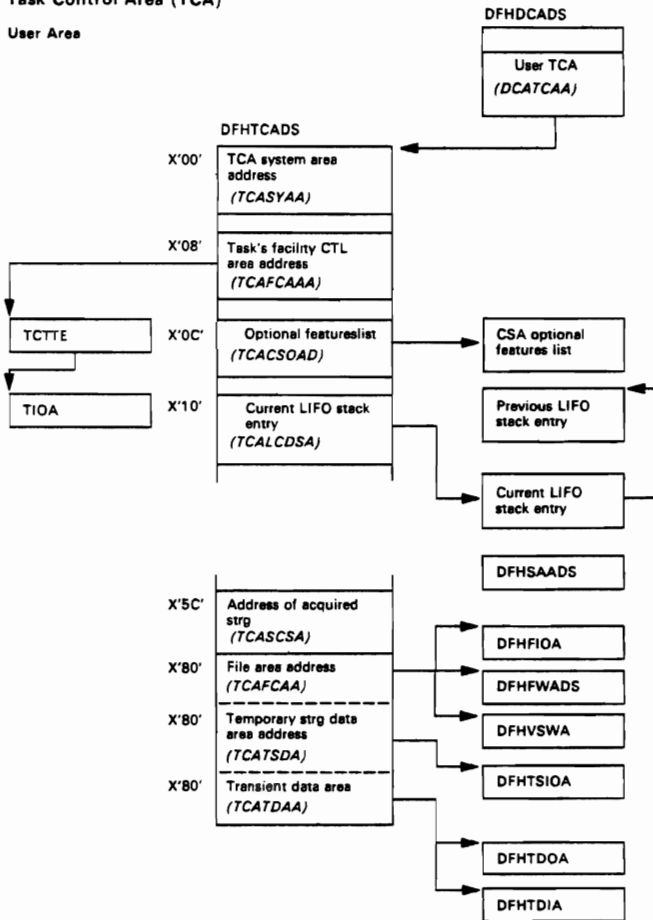 Task Control Area (TCA)
User Area
DFHDCADS
User TCA
(DCATCAA)
DFHTCADS
X'00'
TCA system area
address
(TCASYAA)
X'08'
Task's facility CTL
area address
(TCAFCAAA)
TCTTE
X'0C'
Optional featureslist
(TCACSOAD)
CSA optional
features list
TIOA
X'10'
Current LIFO stack
entry
(TCALCDSA)
Previous LIFO
stack entry
Current LIFO
stack entry
DFHSAADS
X'5C'
Address of acquired
strg
(TCASCSA)
DFHFIOA
X'80'
File area address
(TCAFCAA)
DFHFWADS
X'80'
Temporary strg data
area address
(TCATSDA)
DFHVSWA
DFHTSIOA
X'80'
Transient data area
(TCATDAA)
DFHTDOA
DFHTDIA